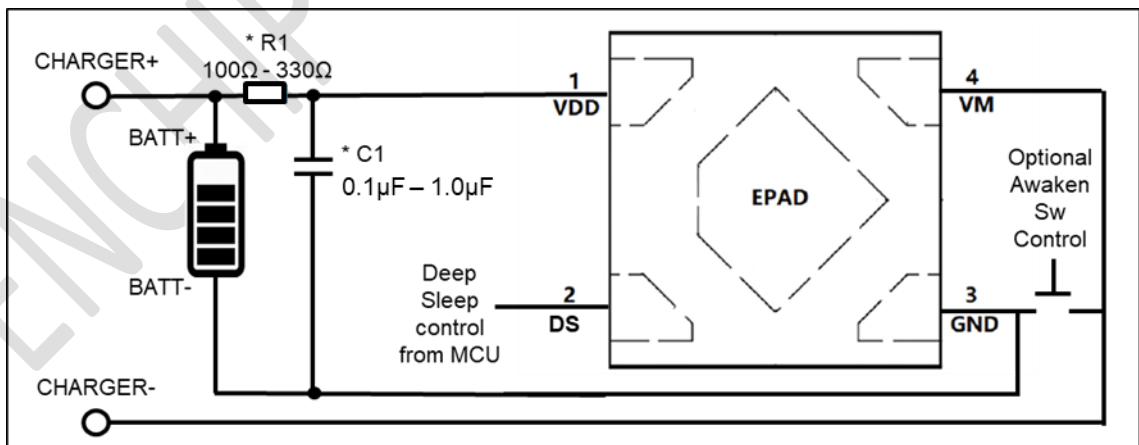 ENCHIP
* R1
100Ω - 330Ω
CHARGER+
BATT+
* C1
0.1µF – 1.0µF
BATT-
CHARGER-
Deep
Sleep
control
from MCU
1
VDD
2
DS
EPAD
4
VM
3
GND
Optional
Awaken
Sw
Control